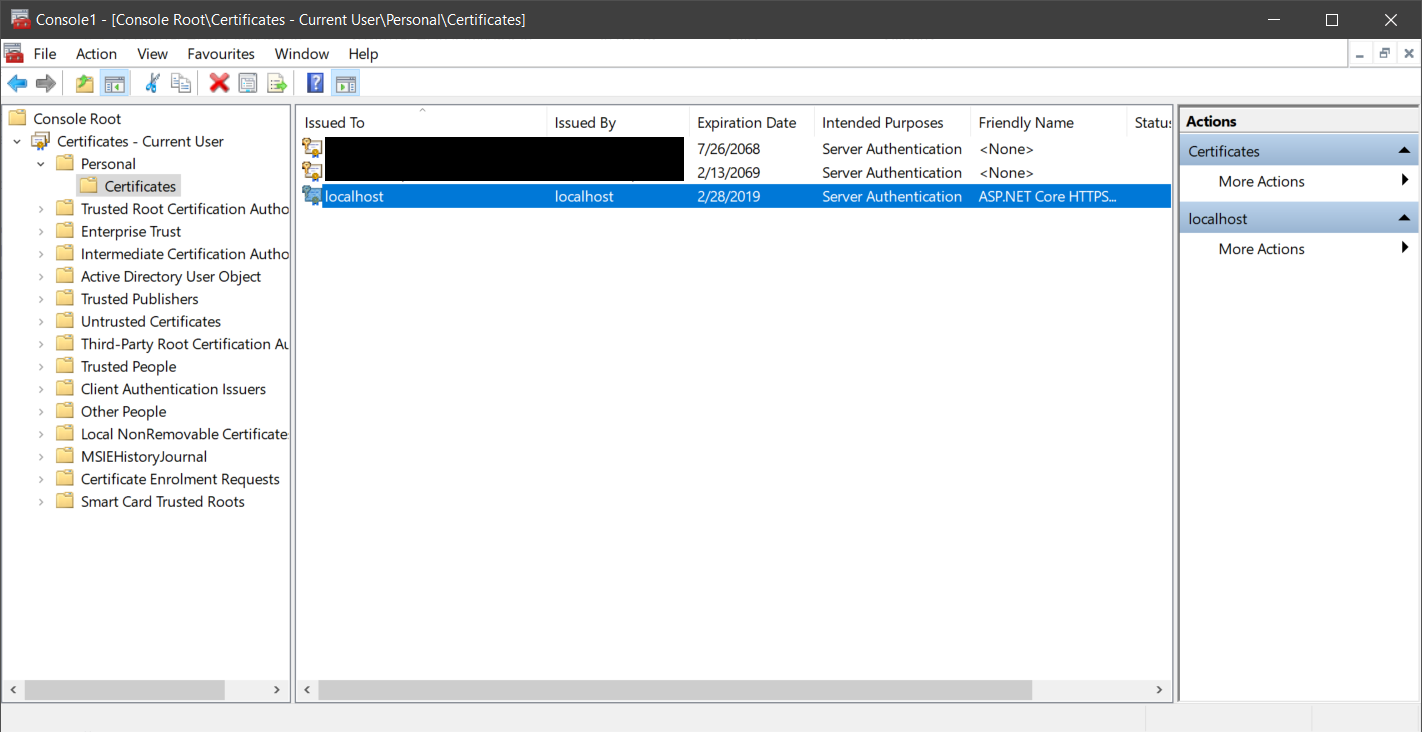 Console1 - [Console Root\Certificates - Current User\Personal\Certificates]
File Action View Favourites Window Help
Console Root
Certificates - Current User
Personal
Certificates
Trusted Root Certification Autho
Enterprise Trust
Intermediate Certification Autho
Active Directory User Object
Trusted Publishers
Untrusted Certificates
Third-Party Root Certification Au
Trusted People
Client Authentication Issuers
Other People
Local NonRemovable Certificate
MSIEHistoryJournal
Certificate Enrolment Requests
Smart Card Trusted Roots
Issued To Issued By Expiration Date Intended Purposes Friendly Name Status
7/26/2068 Server Authentication <None>
2/13/2069 Server Authentication <None>
localhost localhost 2/28/2019 Server Authentication ASP.NET Core HTTPS...
Actions
Certificates
More Actions
localhost
More Actions